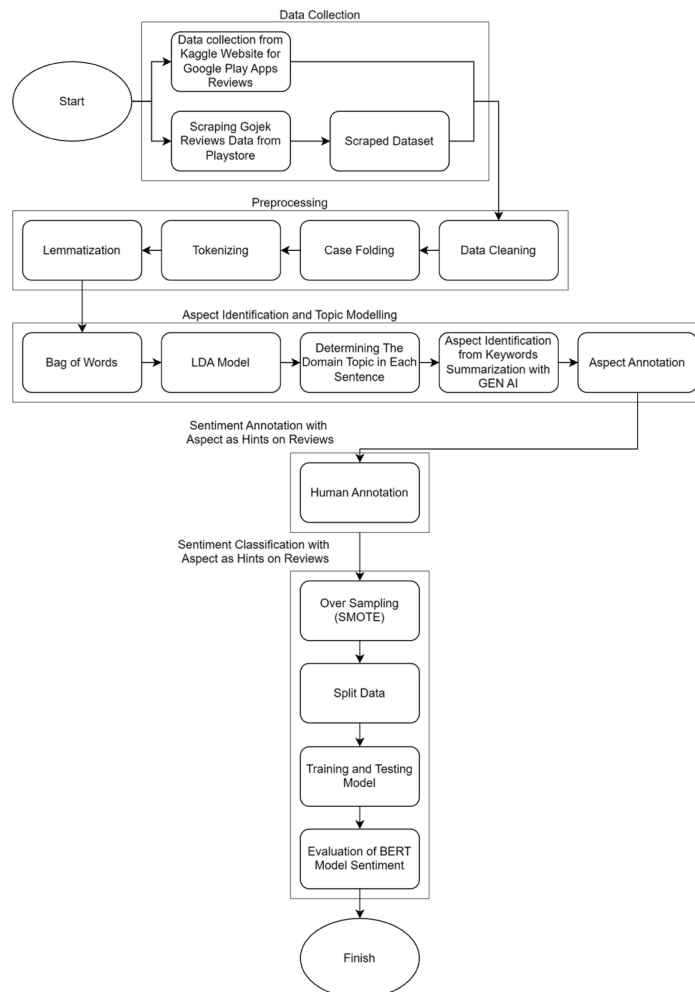 Data Collection
Data collection from
Kaggle Website for
Google Play Apps
Reviews
Start
Scraping Gojek
Reviews Data from
Playstore
Scraped Dataset
Preprocessing
Lemmatization
Tokenizing
Case Folding
Data Cleaning
Aspect Identification and Topic Modelling
Bag of Words
LDA Model
Determining The
Domain Topic in Each
Sentence
Aspect Identification
from Keywords
Summarization with
GEN AI
Aspect Annotation
Sentiment Annotation with
Aspect as Hints on Reviews
Human Annotation
Sentiment Classification with
Aspect as Hints on Reviews
Over Sampling
(SMOTE)
Split Data
Training and Testing
Model
Evaluation of BERT
Model Sentiment
Finish